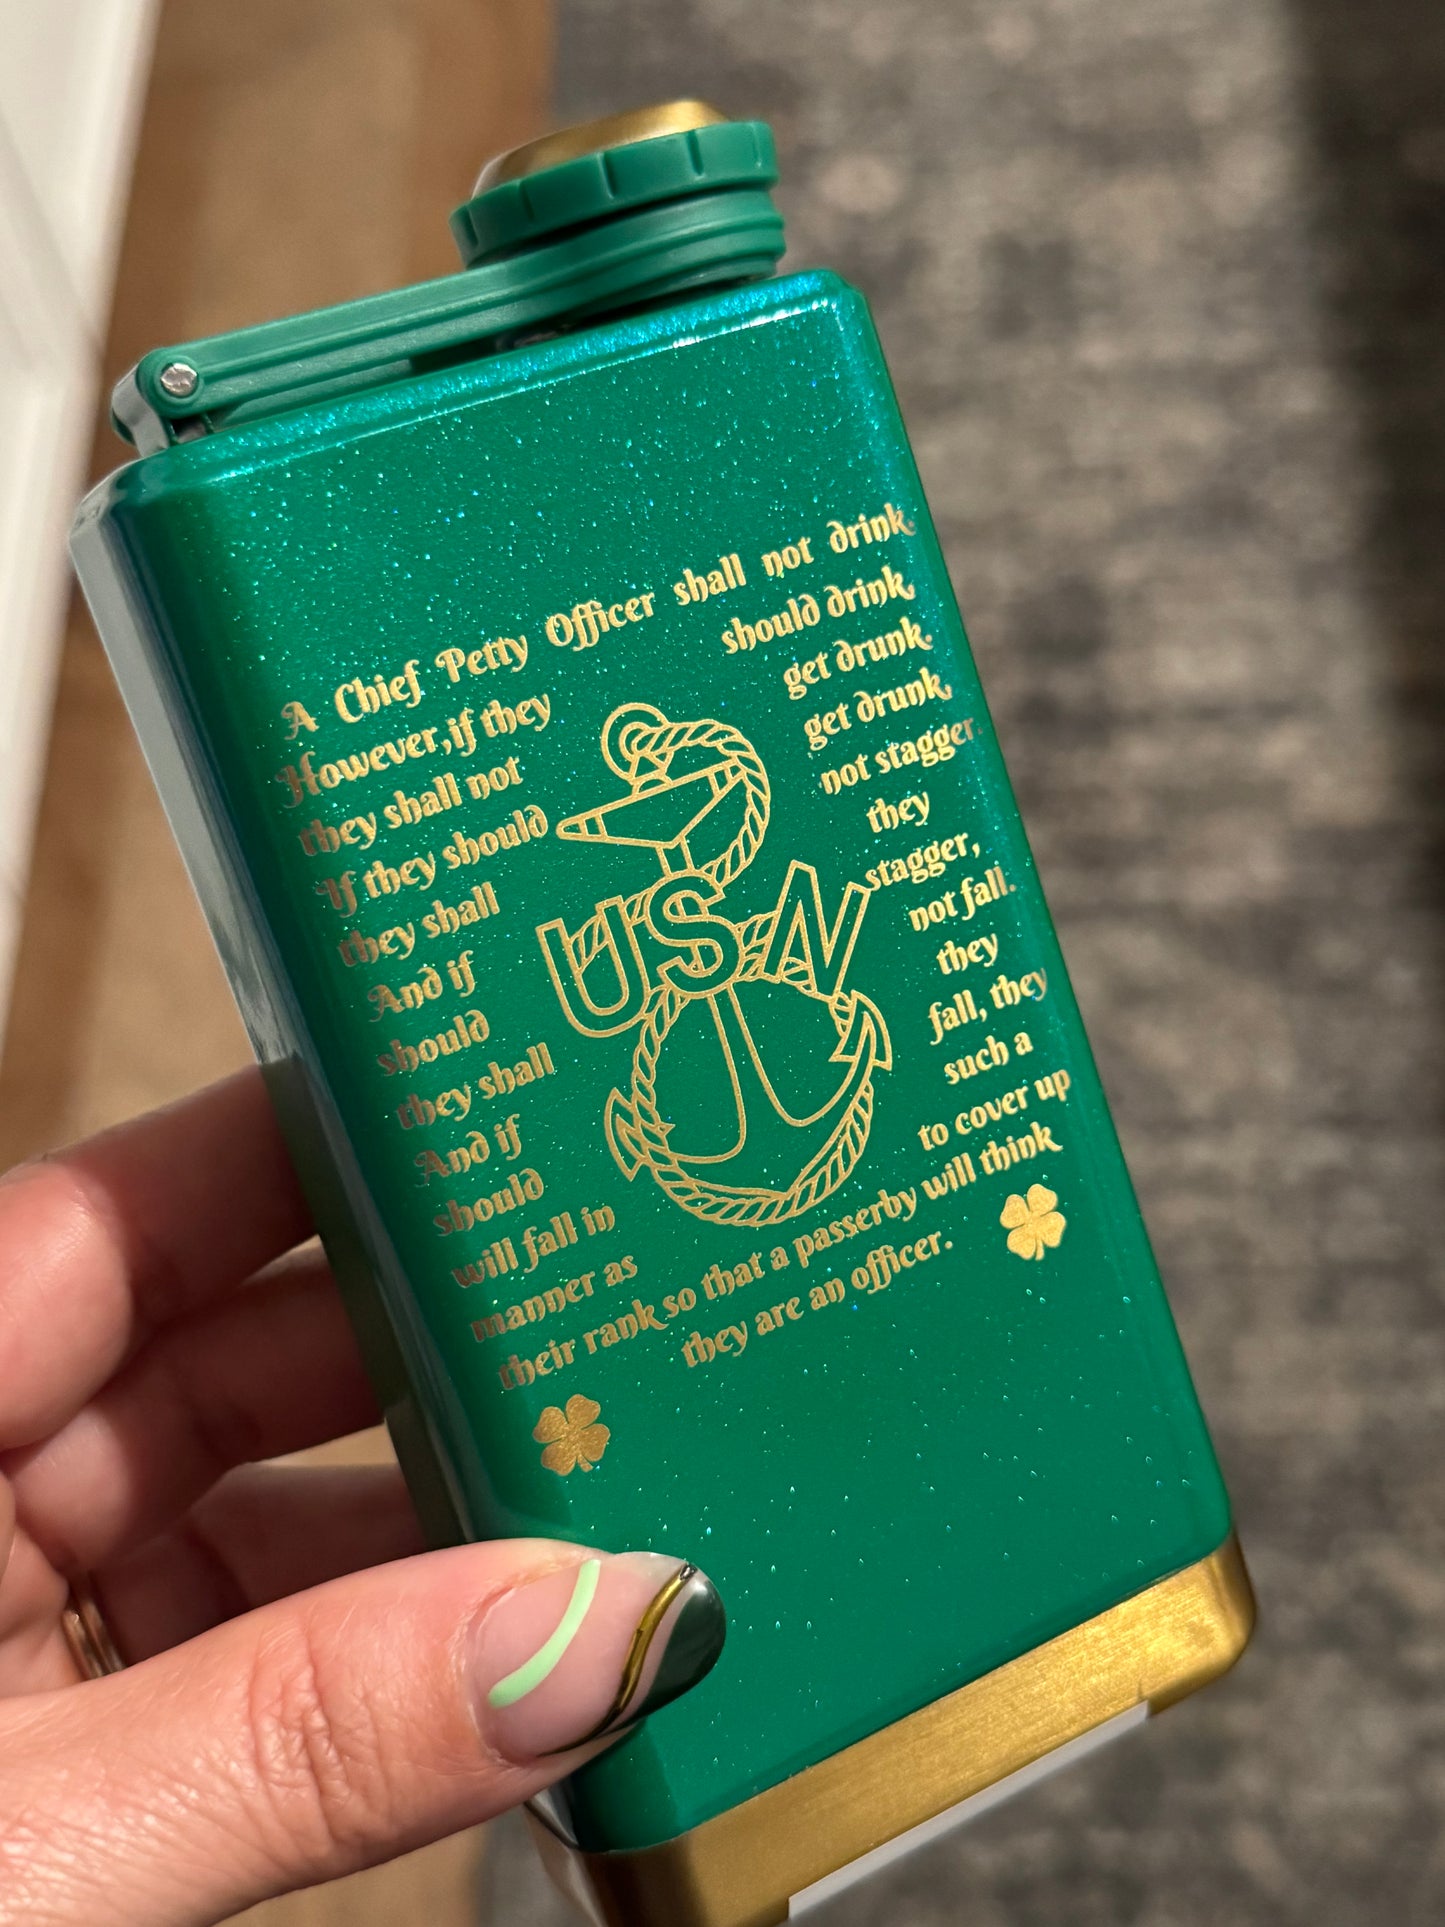 A Chief Petty Officer shall not drink.
However, if they should drink,
they shall not get drunk.
If they should get drunk,
they shall not stagger.
And if they
should stagger,
they shall not fall.
And if they
should fall, they
will fall in such a
manner as to cover up
their rank so that a passerby will think
they are an officer.
USN